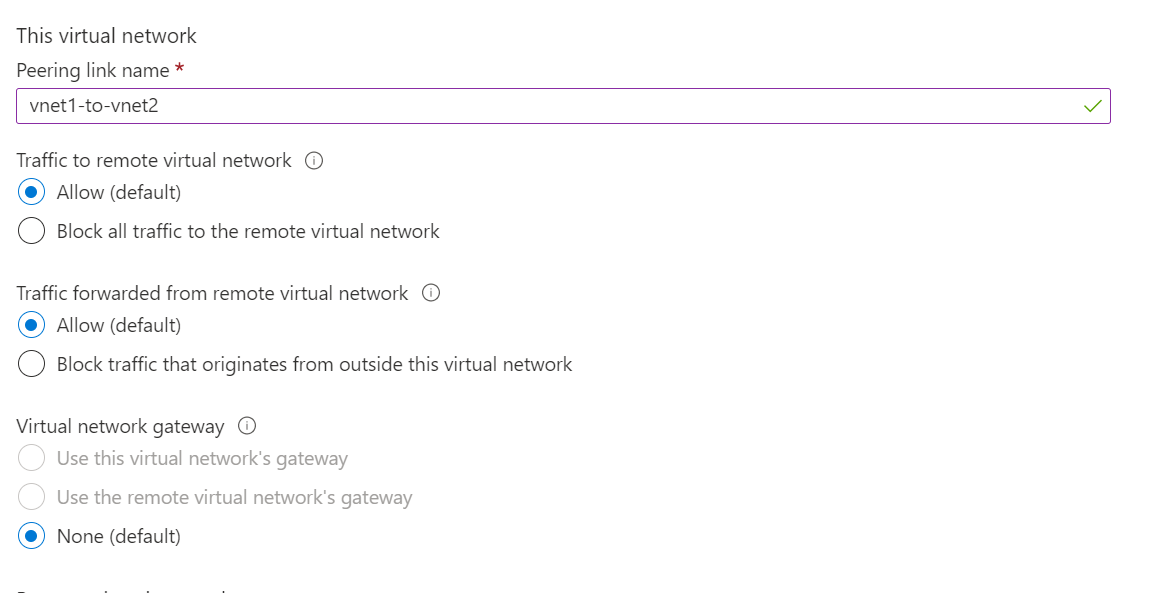 This virtual network
Peering link name *
vnet1-to-vnet2
Traffic to remote virtual network
Allow (default)
Block all traffic to the remote virtual network
Traffic forwarded from remote virtual network
Allow (default)
Block traffic that originates from outside this virtual network
Virtual network gateway
Use this virtual network's gateway
Use the remote virtual network's gateway
None (default)